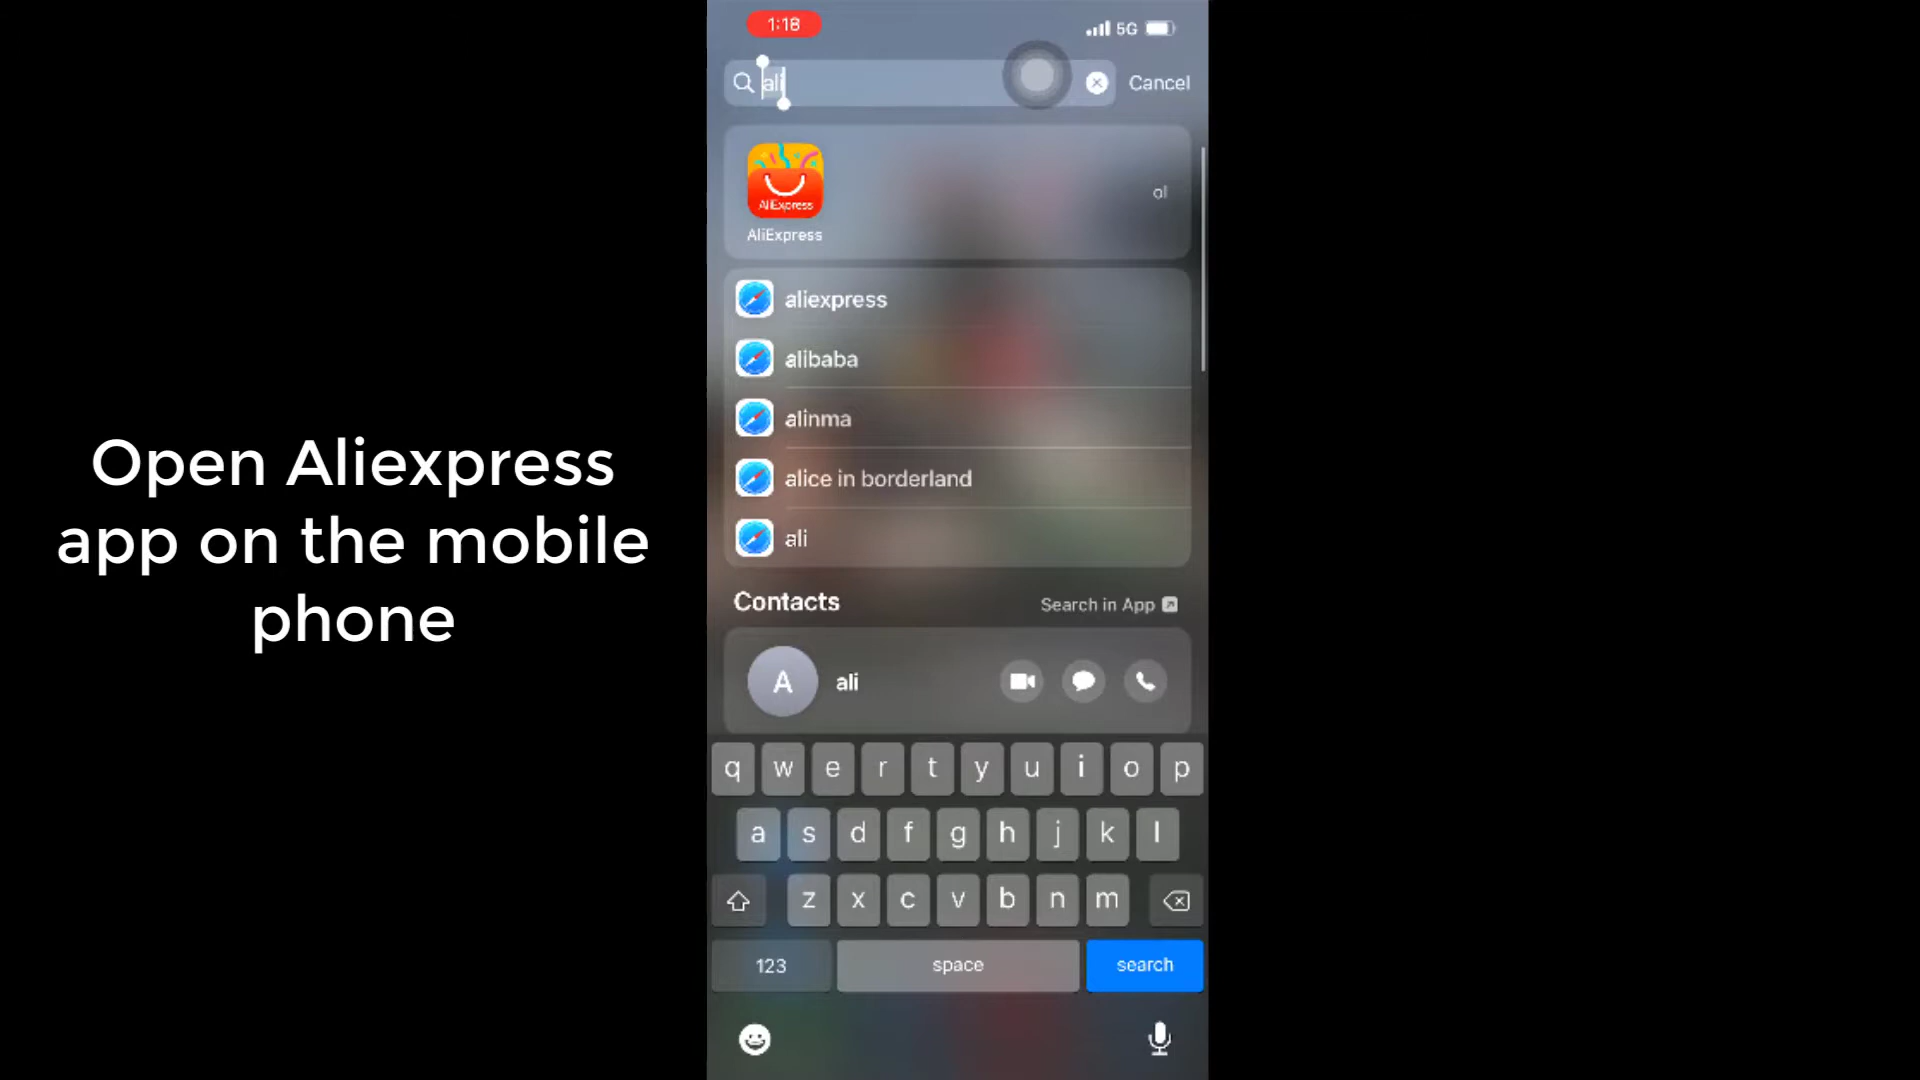 Open Aliexpress
app on the mobile
phone
1:18
5G
ali
Cancel
AliExpress
AliExpress
aliexpress
alibaba
alinma
alice in borderland
ali
Contacts
Search in App
A
ali
q w e r t y u i o p
a s d f g h j k l
z x c v b n m
123
space
search